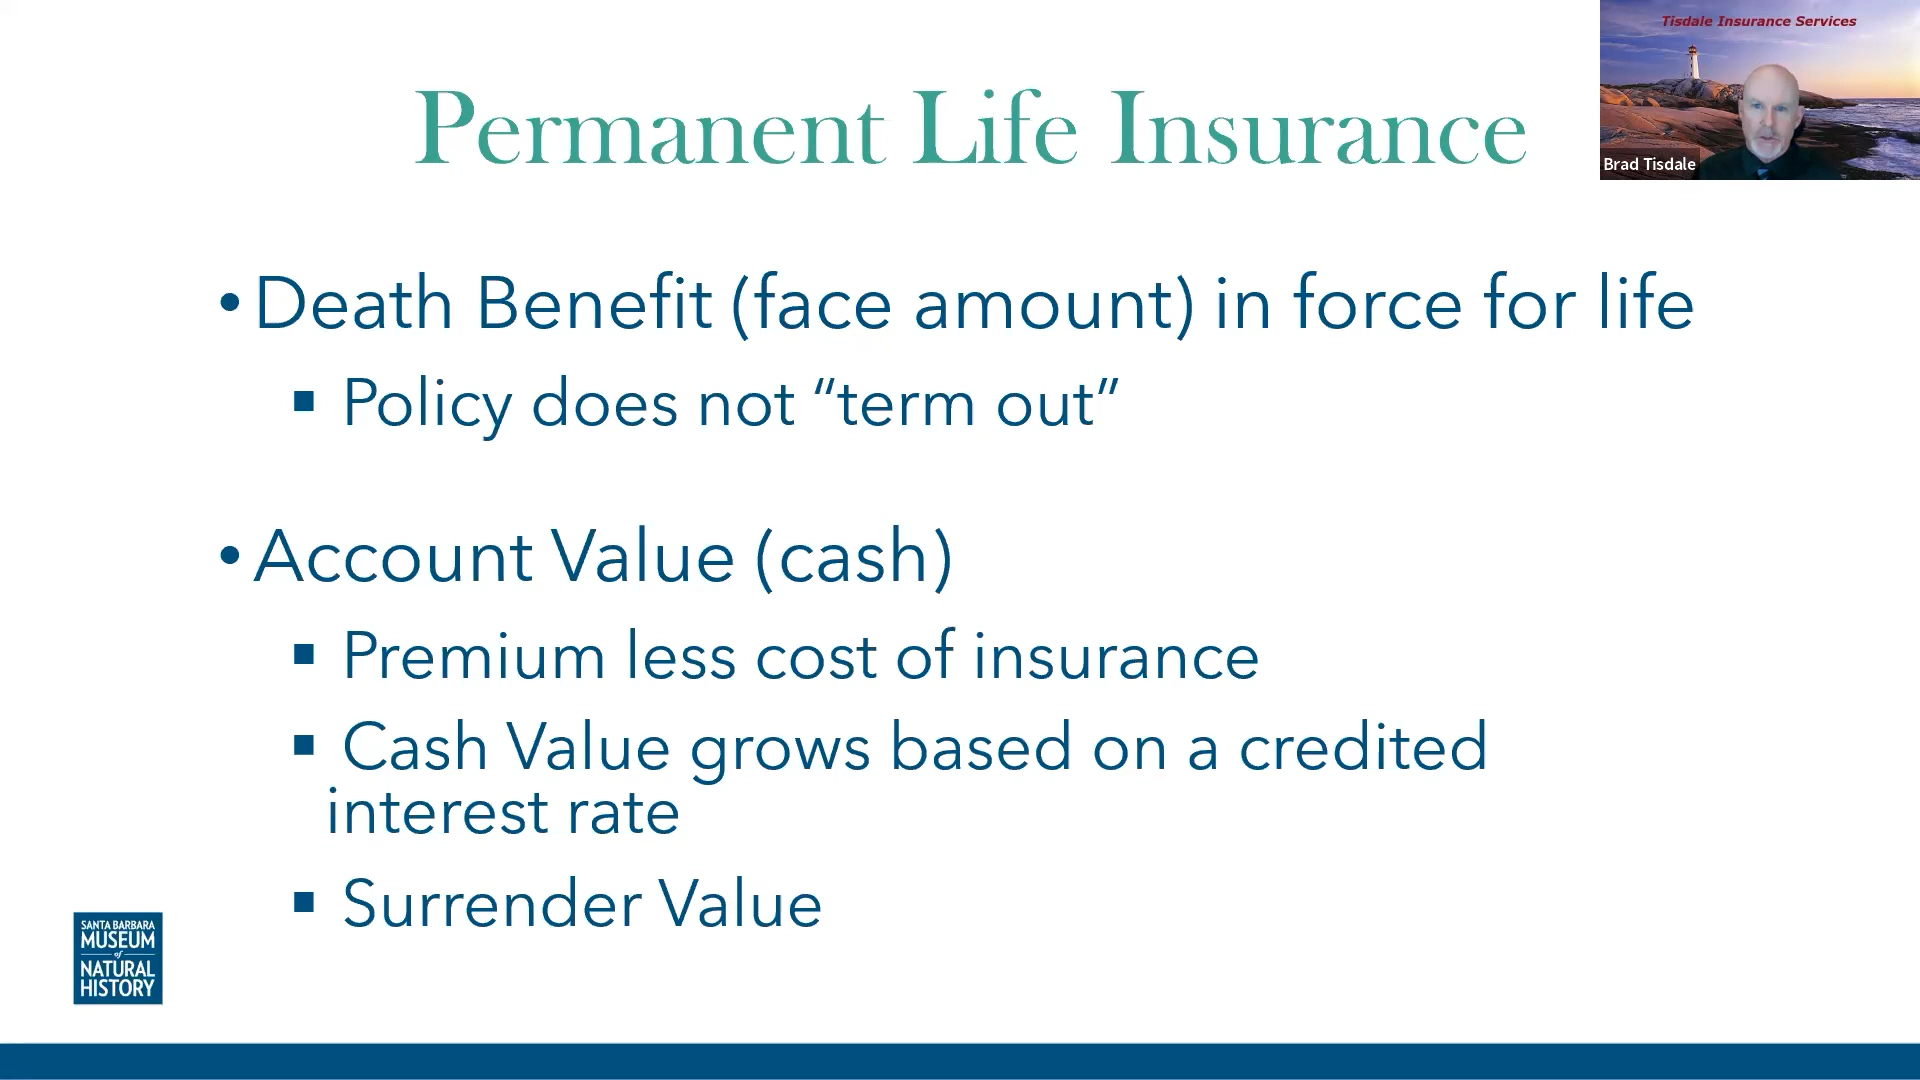 Tisdale Insurance Services
Permanent Life Insurance
Brad Tisdale
•Death Benefit (face amount) in force for life
▪ Policy does not “term out”
•Account Value (cash)
▪ Premium less cost of insurance
▪ Cash Value grows based on a credited
interest rate
▪ Surrender Value
SANTA BARBARA
MUSEUM
of
NATURAL
HISTORY